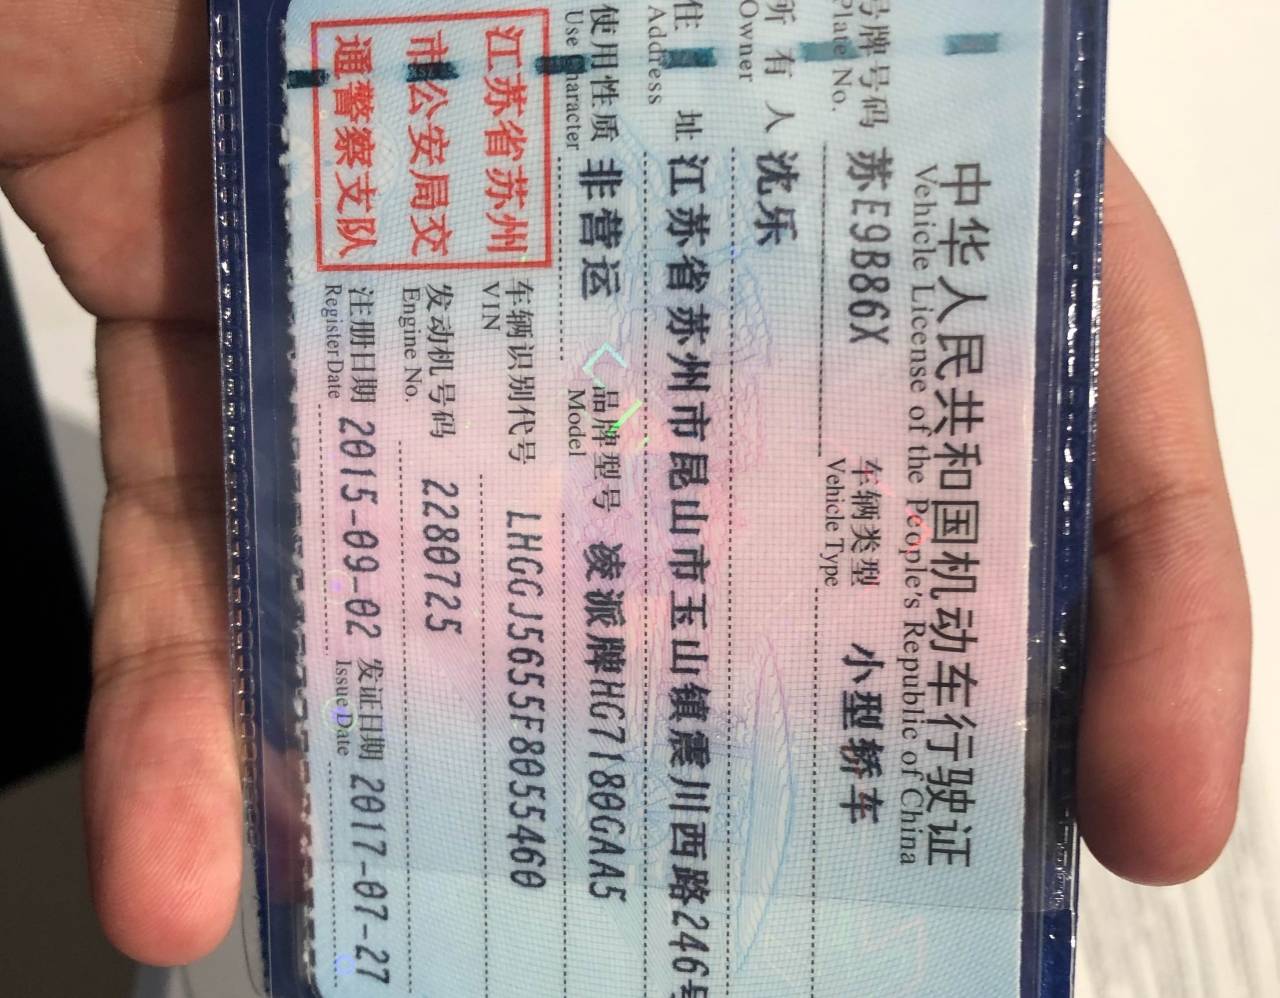 中华人民共和国机动车行驶证
Vehicle License of the People's Republic of China
号牌号码 苏E9B86X 车辆类型 小型轿车
Plate No. Vehicle Type
所有人 沈乐
Owner
住址 江苏省苏州市昆山市玉山镇震川西路246号
Address
使用性质 非营运 品牌型号 凌派牌HG7180GAA5
Use Character Model
江苏省苏州
市公安局交
通警察支队
车辆识别代号 LHGGJ5655F8055460
VIN
发动机号码 2280725
Engine No.
注册日期 2015-09-02 发证日期 2017-07-27
Register Date Issue Date